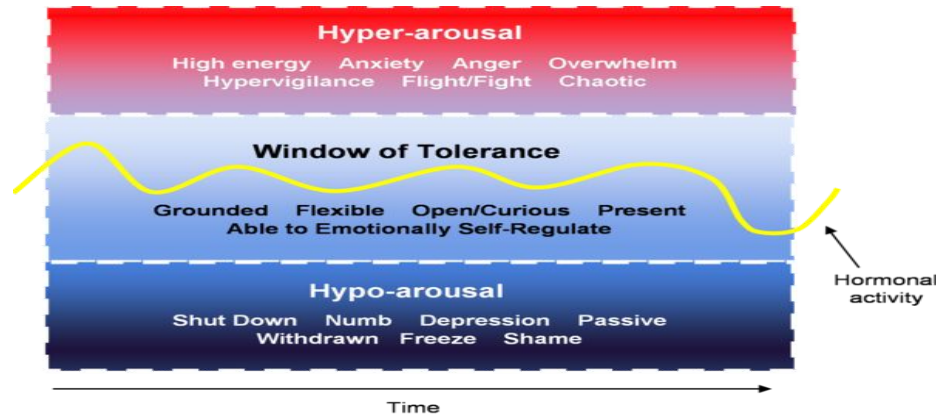 Hyper-arousal
High energy Anxiety Anger Overwhelm
Hypervigilance Flight/Fight Chaotic
Window of Tolerance
Grounded Flexible Open/Curious Present
Able to Emotionally Self-Regulate
Hormonal
activity
Hypo-arousal
Shut Down Numb Depression Passive
Withdrawn Freeze Shame
Time